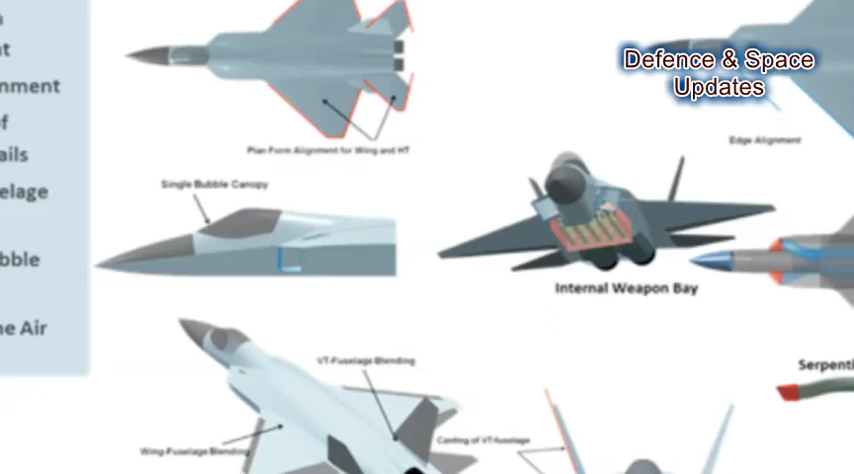 Defence & Space
Updates
nment
ails
elage
bble
ne Air
Plan Form Alignment for Wing and HT
Edge Alignment
Single Bubble Canopy
Internal Weapon Bay
VT-Fuselage Blending
Serpenti
Wing-Fuselage Blending
Canting of VT-fuselage